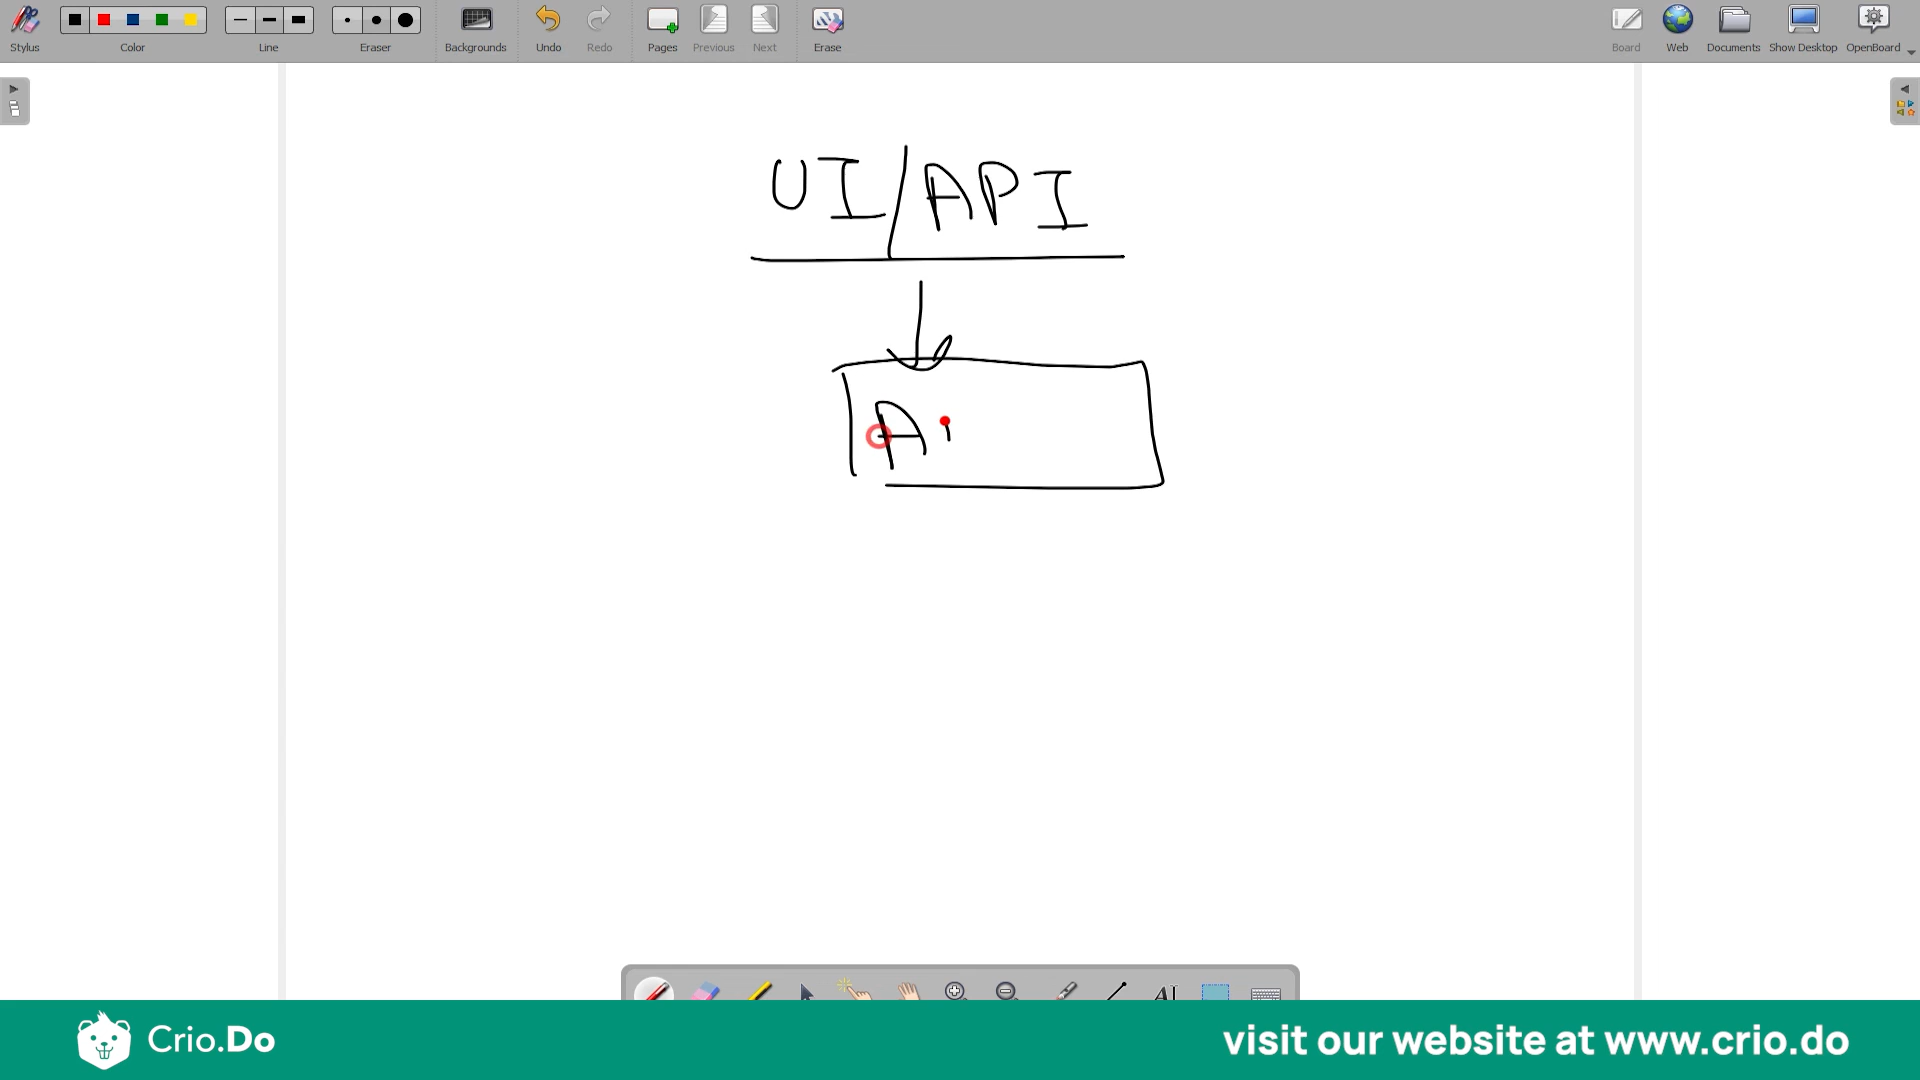 Stylus Color Line Eraser Backgrounds Undo Redo Pages Previous Next Erase Board Web Documents Show Desktop OpenBoard
UI/API
A
AI
Crio.Do
visit our website at www.crio.do